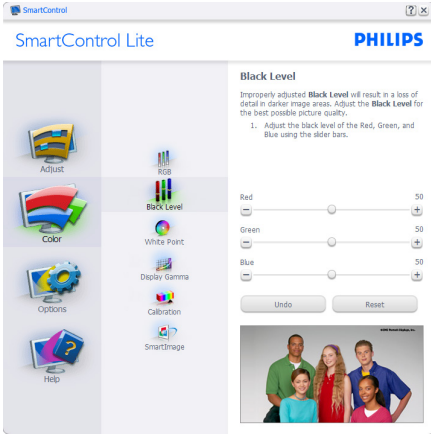 SmartControl
SmartControl Lite
PHILIPS
Adjust
Color
Options
Help
RGB
Black Level
White Point
Display Gamma
Calibration
SmartImage
Black Level
Improperly adjusted Black Level will result in a loss of
detail in darker image areas. Adjust the Black Level for
the best possible picture quality.
1. Adjust the black level of the Red, Green, and
Blue using the slider bars.
Red 50
Green 50
Blue 50
Undo Reset